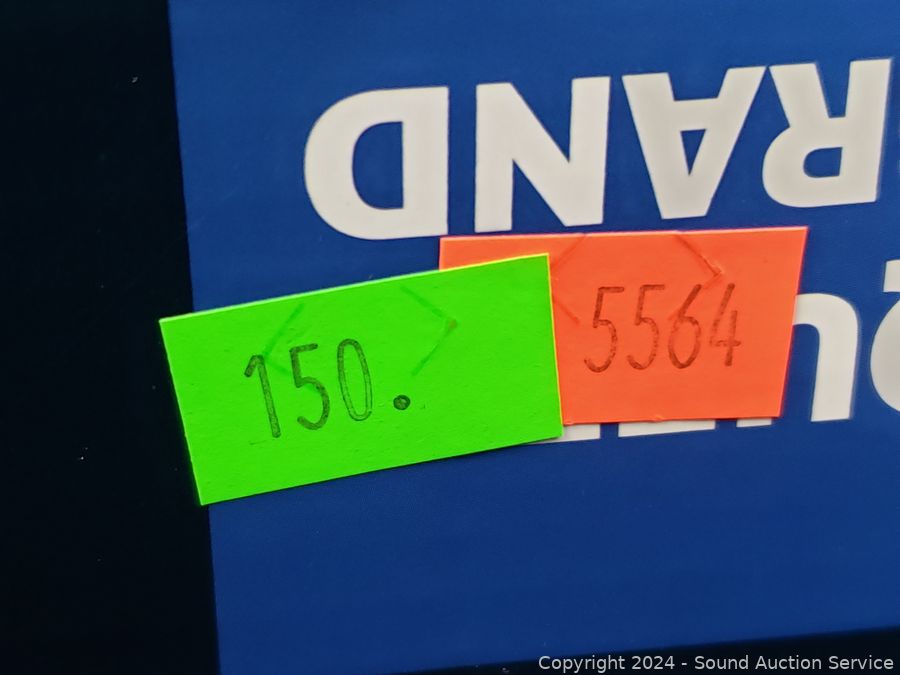 RAND
5564
150.
Copyright 2024 - Sound Auction Service